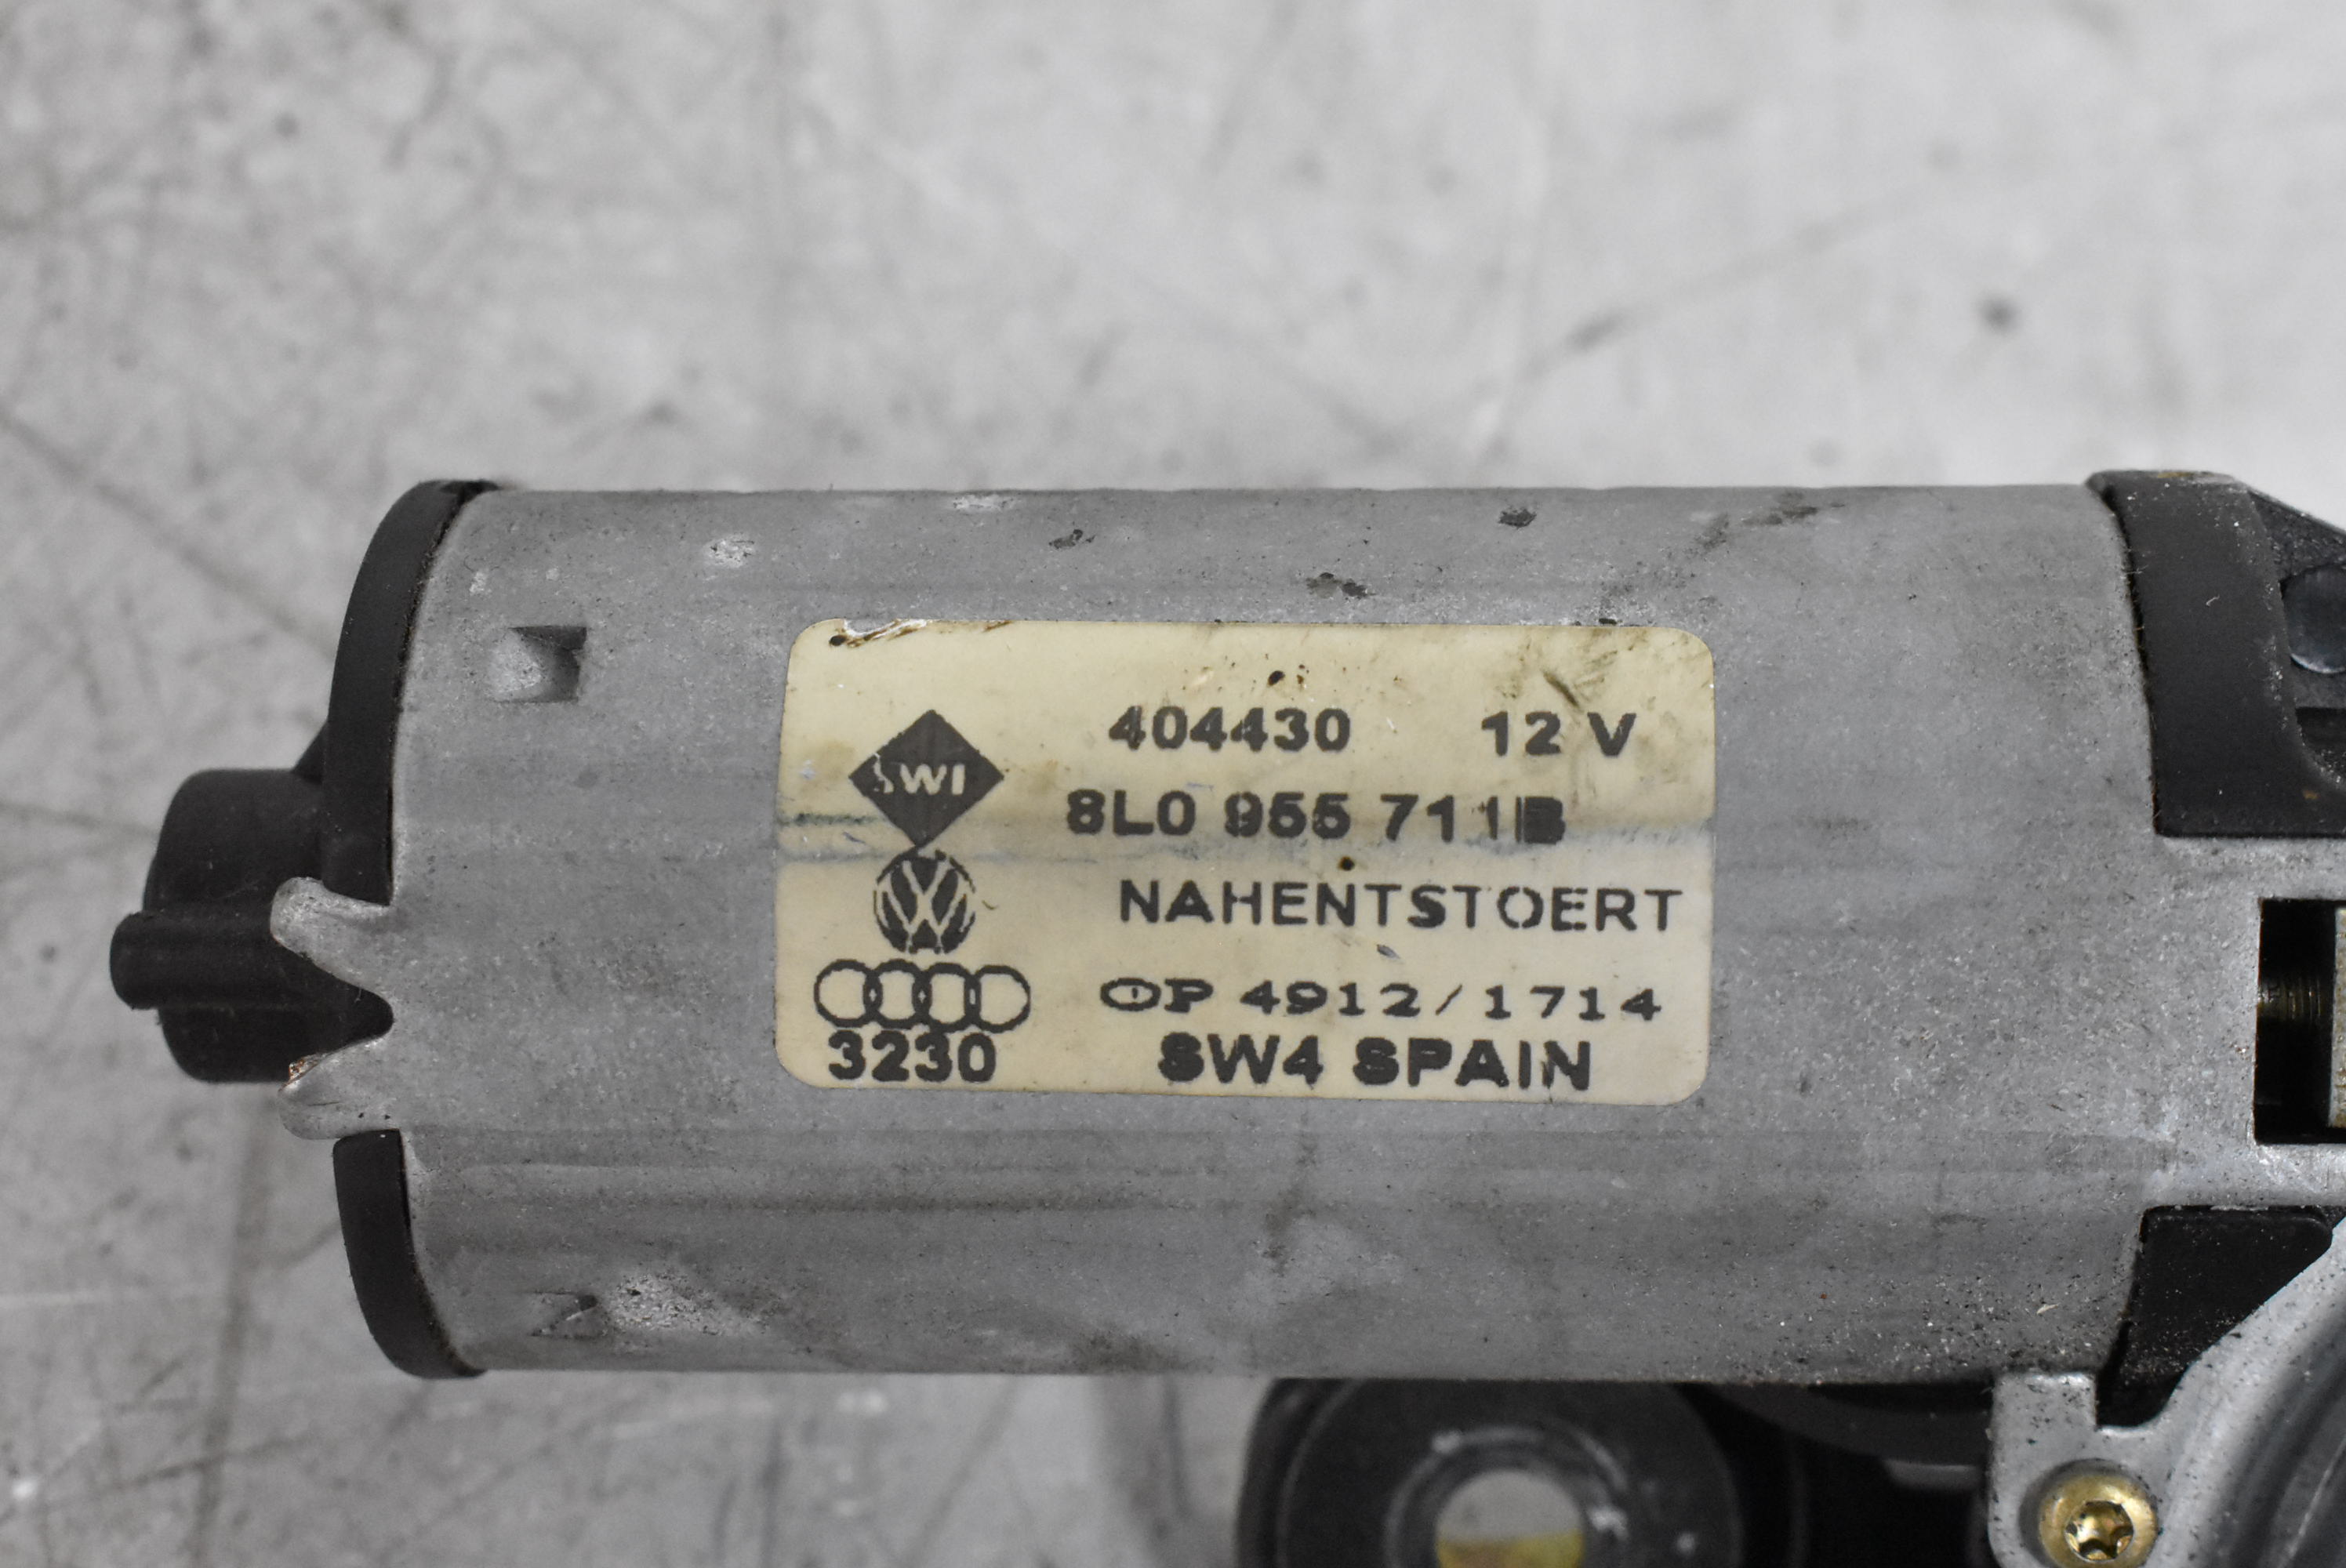 404430 12 V
SWI
8L0 955 711B
NAHENTSTOERT
OP 4912/1714
3230 SW4 SPAIN